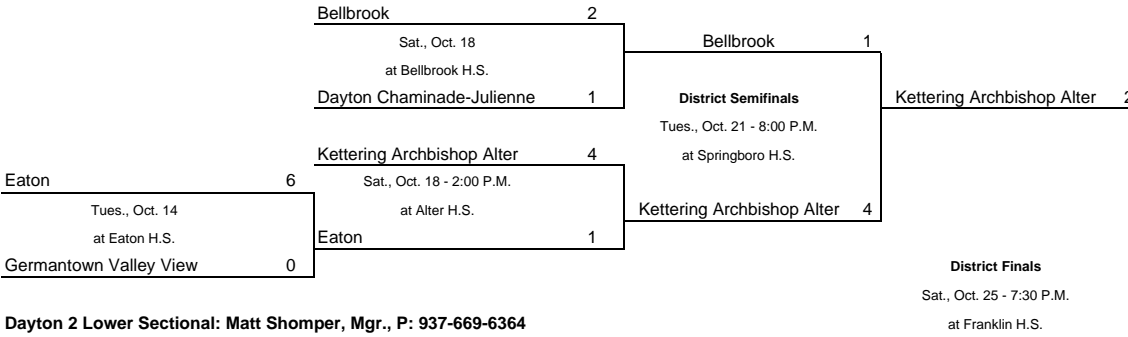 Bellbrook 2
Sat., Oct. 18
at Bellbrook H.S.
Dayton Chaminade-Julienne 1
Kettering Archbishop Alter 4
Sat., Oct. 18 - 2:00 P.M.
at Alter H.S.
Eaton 1
Eaton 6
Tues., Oct. 14
at Eaton H.S.
Germantown Valley View 0
Bellbrook 1
District Semifinals
Tues., Oct. 21 - 8:00 P.M.
at Springboro H.S.
Kettering Archbishop Alter 4
Kettering Archbishop Alter
District Finals
Sat., Oct. 25 - 7:30 P.M.
at Franklin H.S.
Dayton 2 Lower Sectional: Matt Shomper, Mgr., P: 937-669-6364